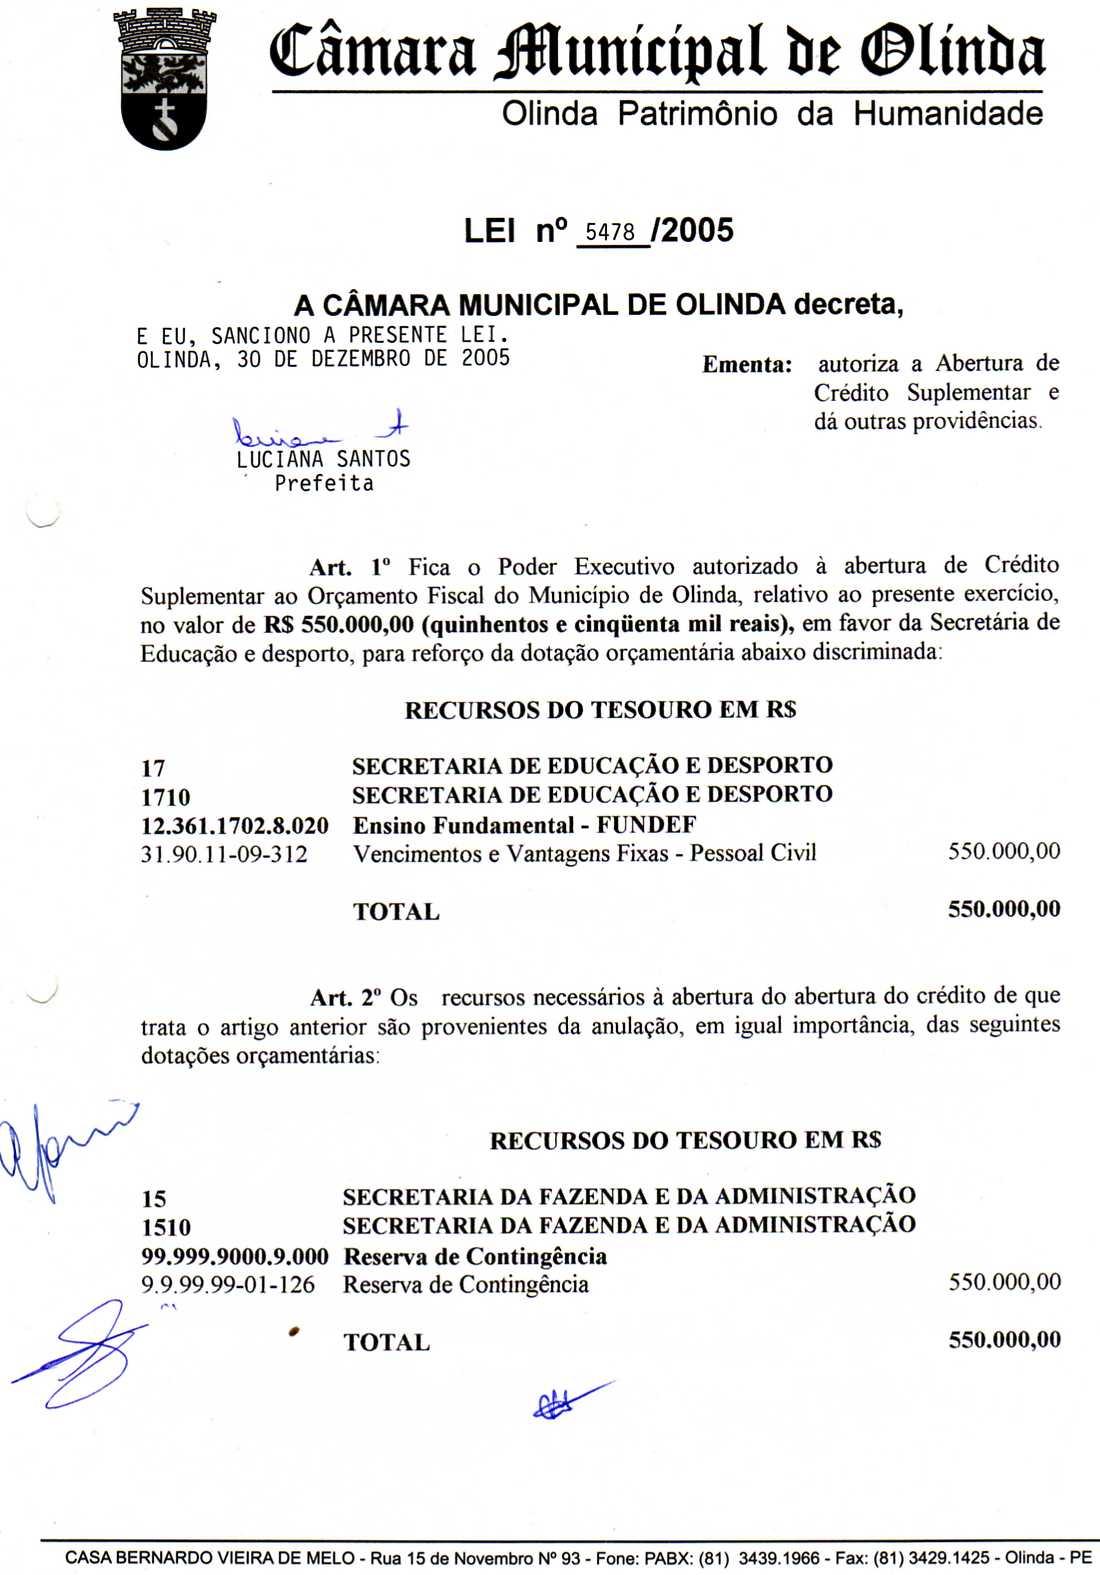 Câmara Municipal de Olinda
Olinda Patrimônio da Humanidade
LEI nº 5478 /2005
A CÂMARA MUNICIPAL DE OLINDA decreta,
E EU, SANCIONO A PRESENTE LEI.
OLINDA, 30 DE DEZEMBRO DE 2005
Ementa: autoriza a Abertura de
Crédito Suplementar e
dá outras providências.
LUCIANA SANTOS
Prefeita
Art. 1º Fica o Poder Executivo autorizado à abertura de Crédito
Suplementar ao Orçamento Fiscal do Município de Olinda, relativo ao presente exercício,
no valor de R$ 550.000,00 (quinhentos e cinqüenta mil reais), em favor da Secretária de
Educação e desporto, para reforço da dotação orçamentária abaixo discriminada:
RECURSOS DO TESOURO EM R$
17 SECRETARIA DE EDUCAÇÃO E DESPORTO
1710 SECRETARIA DE EDUCAÇÃO E DESPORTO
12.361.1702.8.020 Ensino Fundamental - FUNDEF
31.90.11-09-312 Vencimentos e Vantagens Fixas - Pessoal Civil 550.000,00
TOTAL 550.000,00
Art. 2º Os recursos necessários à abertura do abertura do crédito de que
trata o artigo anterior são provenientes da anulação, em igual importância, das seguintes
dotações orçamentárias:
RECURSOS DO TESOURO EM R$
15 SECRETARIA DA FAZENDA E DA ADMINISTRAÇÃO
1510 SECRETARIA DA FAZENDA E DA ADMINISTRAÇÃO
99.999.9000.9.000 Reserva de Contingência
9.9.99.99-01-126 Reserva de Contingência 550.000,00
TOTAL 550.000,00
CASA BERNARDO VIEIRA DE MELO - Rua 15 de Novembro Nº 93 - Fone: PABX: (81) 3439.1966 - Fax: (81) 3429.1425 - Olinda - PE